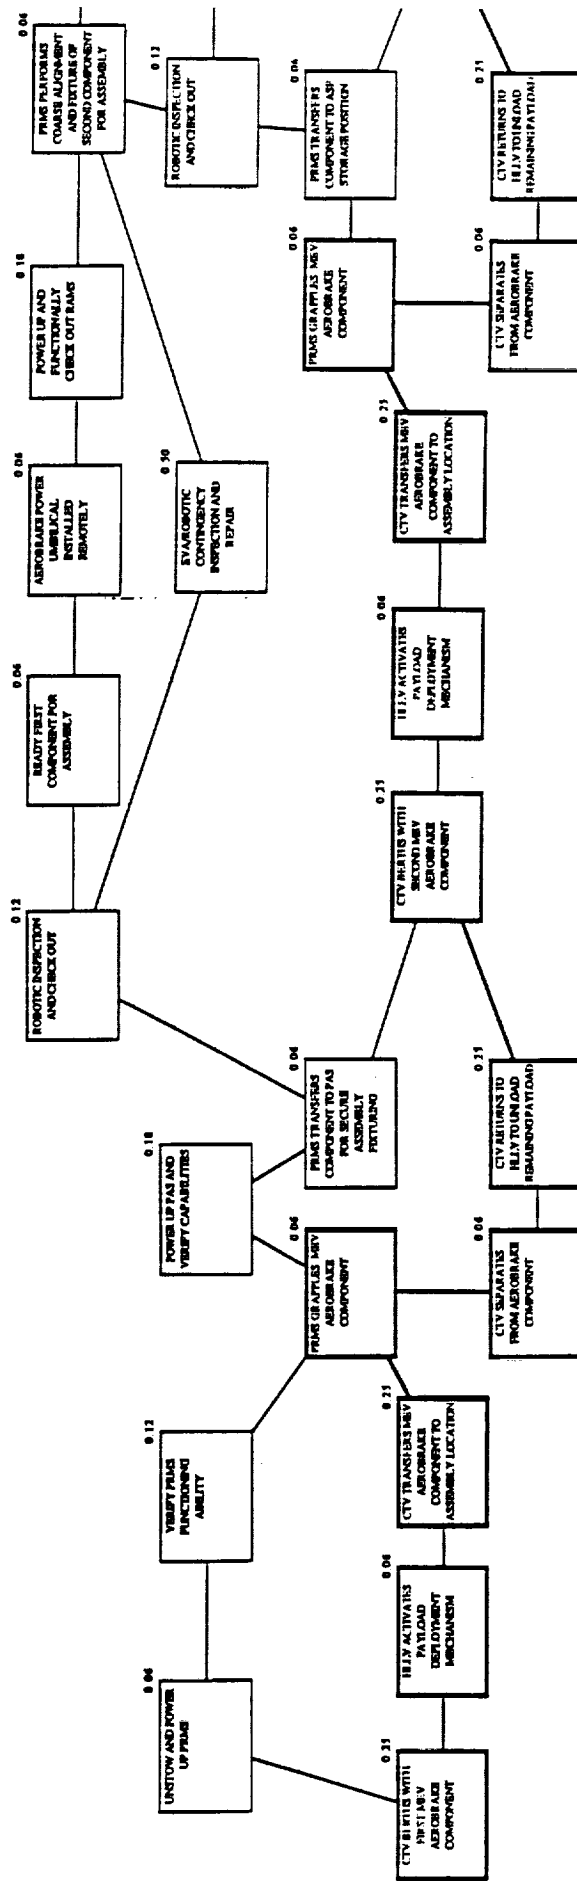 0.06
PRMS PERFORMS
COARSE ALIGNMENT
AND FIXTURE OF
SECOND COMPONENT
FOR ASSEMBLY
0.12
ROBOTIC INSPECTION
AND CHECK OUT
0.06
PRMS TRANSFERS
COMPONENT TO ASP
STORAGE POSITION
0.25
CTV RETURNS TO
HLLV TO UNLOAD
REMAINING PAYLOAD
0.18
POWER UP AND
FUNCTIONALLY
CHECK OUT RAMS
0.06
PRMS GRAPPLES MEV
AEROBRAKE
COMPONENT
0.06
CTV SEPARATES
FROM AEROBRAKE
COMPONENT
0.06
AEROBRAKE POWER
UMBILICAL
INSTALLED
REMOTELY
0.50
EVA/ROBOTIC
CONTINGENCY
INSPECTION AND
REPAIR
0.25
CTV TRANSFERS MEV
AEROBRAKE
COMPONENT TO
ASSEMBLY LOCATION
0.06
READY FIRST
COMPONENT FOR
ASSEMBLY
0.06
HLLV ACTIVATES
PAYLOAD
DEPLOYMENT
MECHANISM
0.12
ROBOTIC INSPECTION
AND CHECK OUT
0.25
CTV BERTHS WITH
SECOND MEV
AEROBRAKE
COMPONENT
0.18
POWER UP PAS AND
VERIFY CAPABILITIES
0.06
PRMS TRANSFERS
COMPONENT TO PAS
FOR SECURE
ASSEMBLY
FIXTURING
0.25
CTV RETURNS TO
HLLV TO UNLOAD
REMAINING PAYLOAD
0.06
PRMS GRAPPLES MEV
AEROBRAKE
COMPONENT
0.06
CTV SEPARATES
FROM AEROBRAKE
COMPONENT
0.12
VERIFY PRMS
FUNCTIONING
ABILITY
0.25
CTV TRANSFERS MEV
AEROBRAKE
COMPONENT TO
ASSEMBLY LOCATION
0.06
UNSTOW AND POWER
UP PRMS
0.06
HLLV ACTIVATES
PAYLOAD
DEPLOYMENT
MECHANISM
0.25
CTV BERTHS WITH
FIRST MEV
AEROBRAKE
COMPONENT